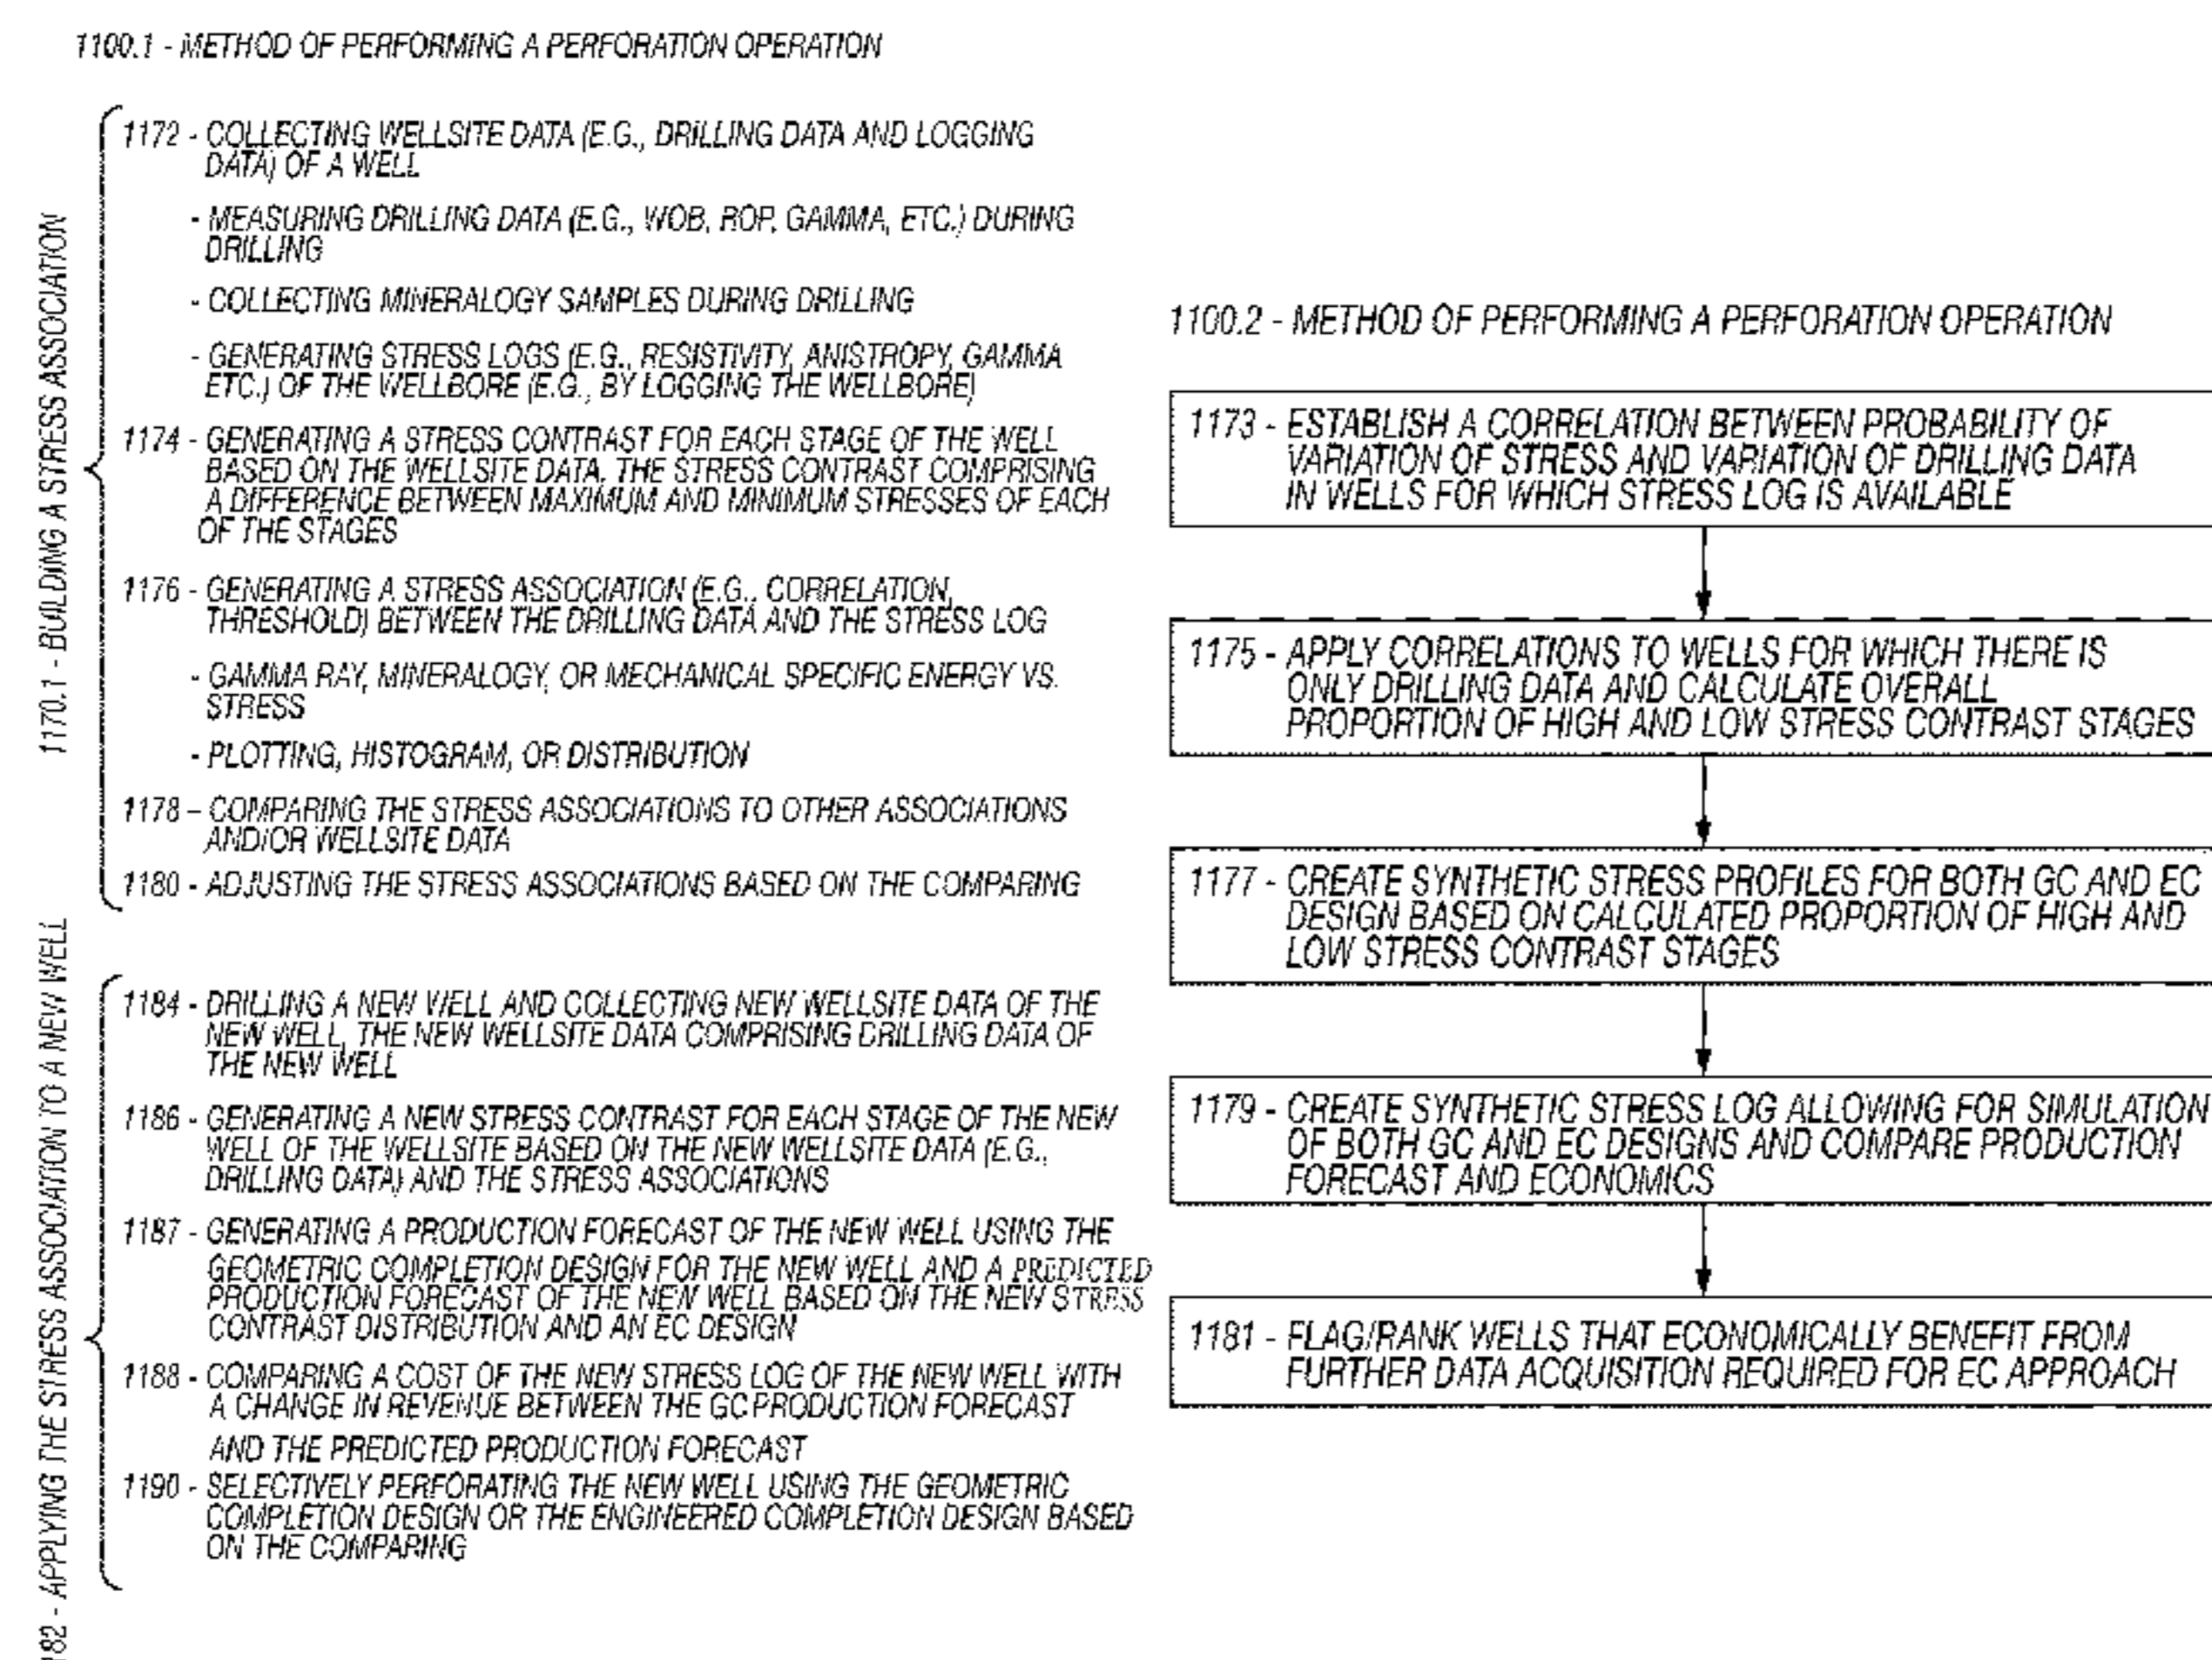 1100.1 - METHOD OF PERFORMING A PERFORATION OPERATION
1170.1 - BUILDING A STRESS ASSOCIATION
1172 - COLLECTING WELLSITE DATA (E.G., DRILLING DATA AND LOGGING
DATA) OF A WELL
- MEASURING DRILLING DATA (E.G., WOB, ROP, GAMMA, ETC.) DURING
DRILLING
- COLLECTING MINERALOGY SAMPLES DURING DRILLING
- GENERATING STRESS LOGS (E.G., RESISTIVITY, ANISTROPY, GAMMA
ETC.) OF THE WELLBORE (E.G., BY LOGGING THE WELLBORE)
1174 - GENERATING A STRESS CONTRAST FOR EACH STAGE OF THE WELL
BASED ON THE WELLSITE DATA, THE STRESS CONTRAST COMPRISING
A DIFFERENCE BETWEEN MAXIMUM AND MINIMUM STRESSES OF EACH
OF THE STAGES
1176 - GENERATING A STRESS ASSOCIATION (E.G., CORRELATION,
THRESHOLD) BETWEEN THE DRILLING DATA AND THE STRESS LOG
- GAMMA RAY, MINERALOGY, OR MECHANICAL SPECIFIC ENERGY VS.
STRESS
- PLOTTING, HISTOGRAM, OR DISTRIBUTION
1178 – COMPARING THE STRESS ASSOCIATIONS TO OTHER ASSOCIATIONS
AND/OR WELLSITE DATA
1180 - ADJUSTING THE STRESS ASSOCIATIONS BASED ON THE COMPARING
182 - APPLYING THE STRESS ASSOCIATION TO A NEW WELL
1184 - DRILLING A NEW WELL AND COLLECTING NEW WELLSITE DATA OF THE
NEW WELL, THE NEW WELLSITE DATA COMPRISING DRILLING DATA OF
THE NEW WELL
1186 - GENERATING A NEW STRESS CONTRAST FOR EACH STAGE OF THE NEW
WELL OF THE WELLSITE BASED ON THE NEW WELLSITE DATA (E.G.,
DRILLING DATA) AND THE STRESS ASSOCIATIONS
1187 - GENERATING A PRODUCTION FORECAST OF THE NEW WELL USING THE
GEOMETRIC COMPLETION DESIGN FOR THE NEW WELL AND A PREDICTED
PRODUCTION FORECAST OF THE NEW WELL BASED ON THE NEW STRESS
CONTRAST DISTRIBUTION AND AN EC DESIGN
1188 - COMPARING A COST OF THE NEW STRESS LOG OF THE NEW WELL WITH
A CHANGE IN REVENUE BETWEEN THE GC PRODUCTION FORECAST
AND THE PREDICTED PRODUCTION FORECAST
1190 - SELECTIVELY PERFORATING THE NEW WELL USING THE GEOMETRIC
COMPLETION DESIGN OR THE ENGINEERED COMPLETION DESIGN BASED
ON THE COMPARING
1100.2 - METHOD OF PERFORMING A PERFORATION OPERATION
1173 - ESTABLISH A CORRELATION BETWEEN PROBABILITY OF
VARIATION OF STRESS AND VARIATION OF DRILLING DATA
IN WELLS FOR WHICH STRESS LOG IS AVAILABLE
1175 - APPLY CORRELATIONS TO WELLS FOR WHICH THERE IS
ONLY DRILLING DATA AND CALCULATE OVERALL
PROPORTION OF HIGH AND LOW STRESS CONTRAST STAGES
1177 - CREATE SYNTHETIC STRESS PROFILES FOR BOTH GC AND EC
DESIGN BASED ON CALCULATED PROPORTION OF HIGH AND
LOW STRESS CONTRAST STAGES
1179 - CREATE SYNTHETIC STRESS LOG ALLOWING FOR SIMULATION
OF BOTH GC AND EC DESIGNS AND COMPARE PRODUCTION
FORECAST AND ECONOMICS
1181 - FLAG/RANK WELLS THAT ECONOMICALLY BENEFIT FROM
FURTHER DATA ACQUISITION REQUIRED FOR EC APPROACH